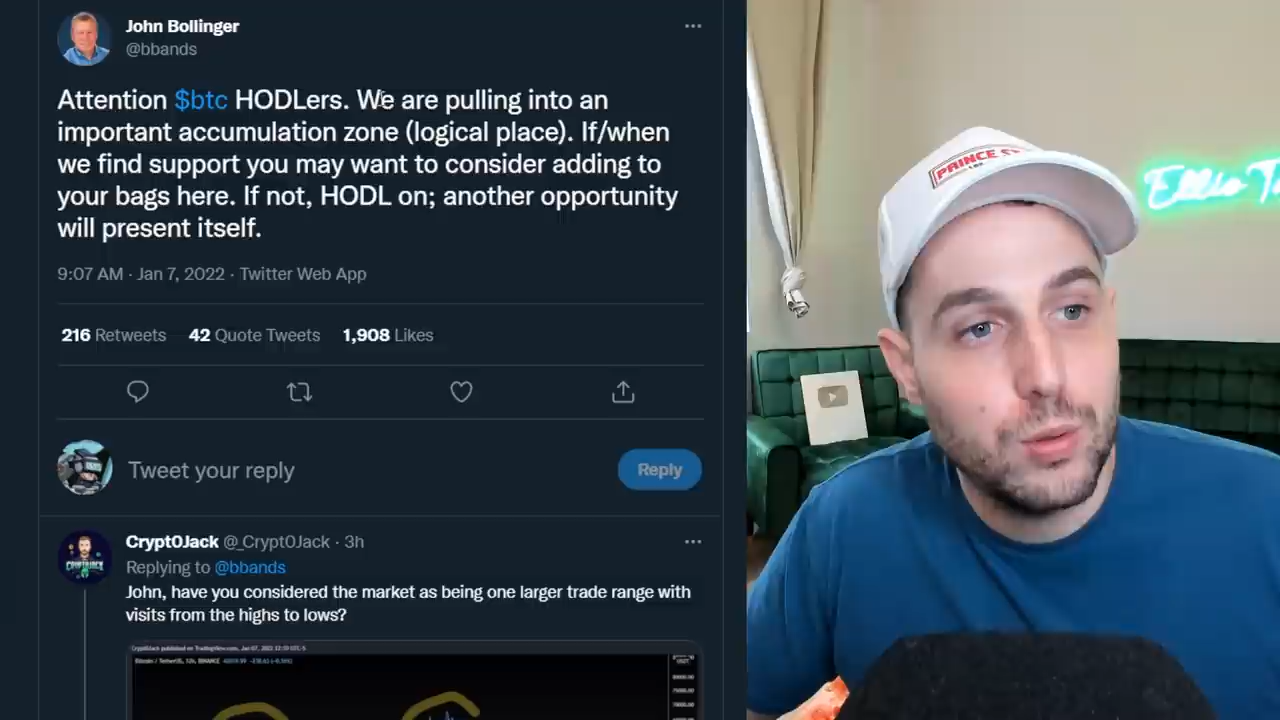 John Bollinger
@bbands
Attention $btc HODLers. We are pulling into an
important accumulation zone (logical place). If/when
we find support you may want to consider adding to
your bags here. If not, HODL on; another opportunity
will present itself.
9:07 AM · Jan 7, 2022 · Twitter Web App
216 Retweets 42 Quote Tweets 1,908 Likes
Tweet your reply
Reply
Crypt0Jack @_Crypt0Jack · 3h
Replying to @bbands
John, have you considered the market as being one larger trade range with
visits from the highs to lows?
PRINCE